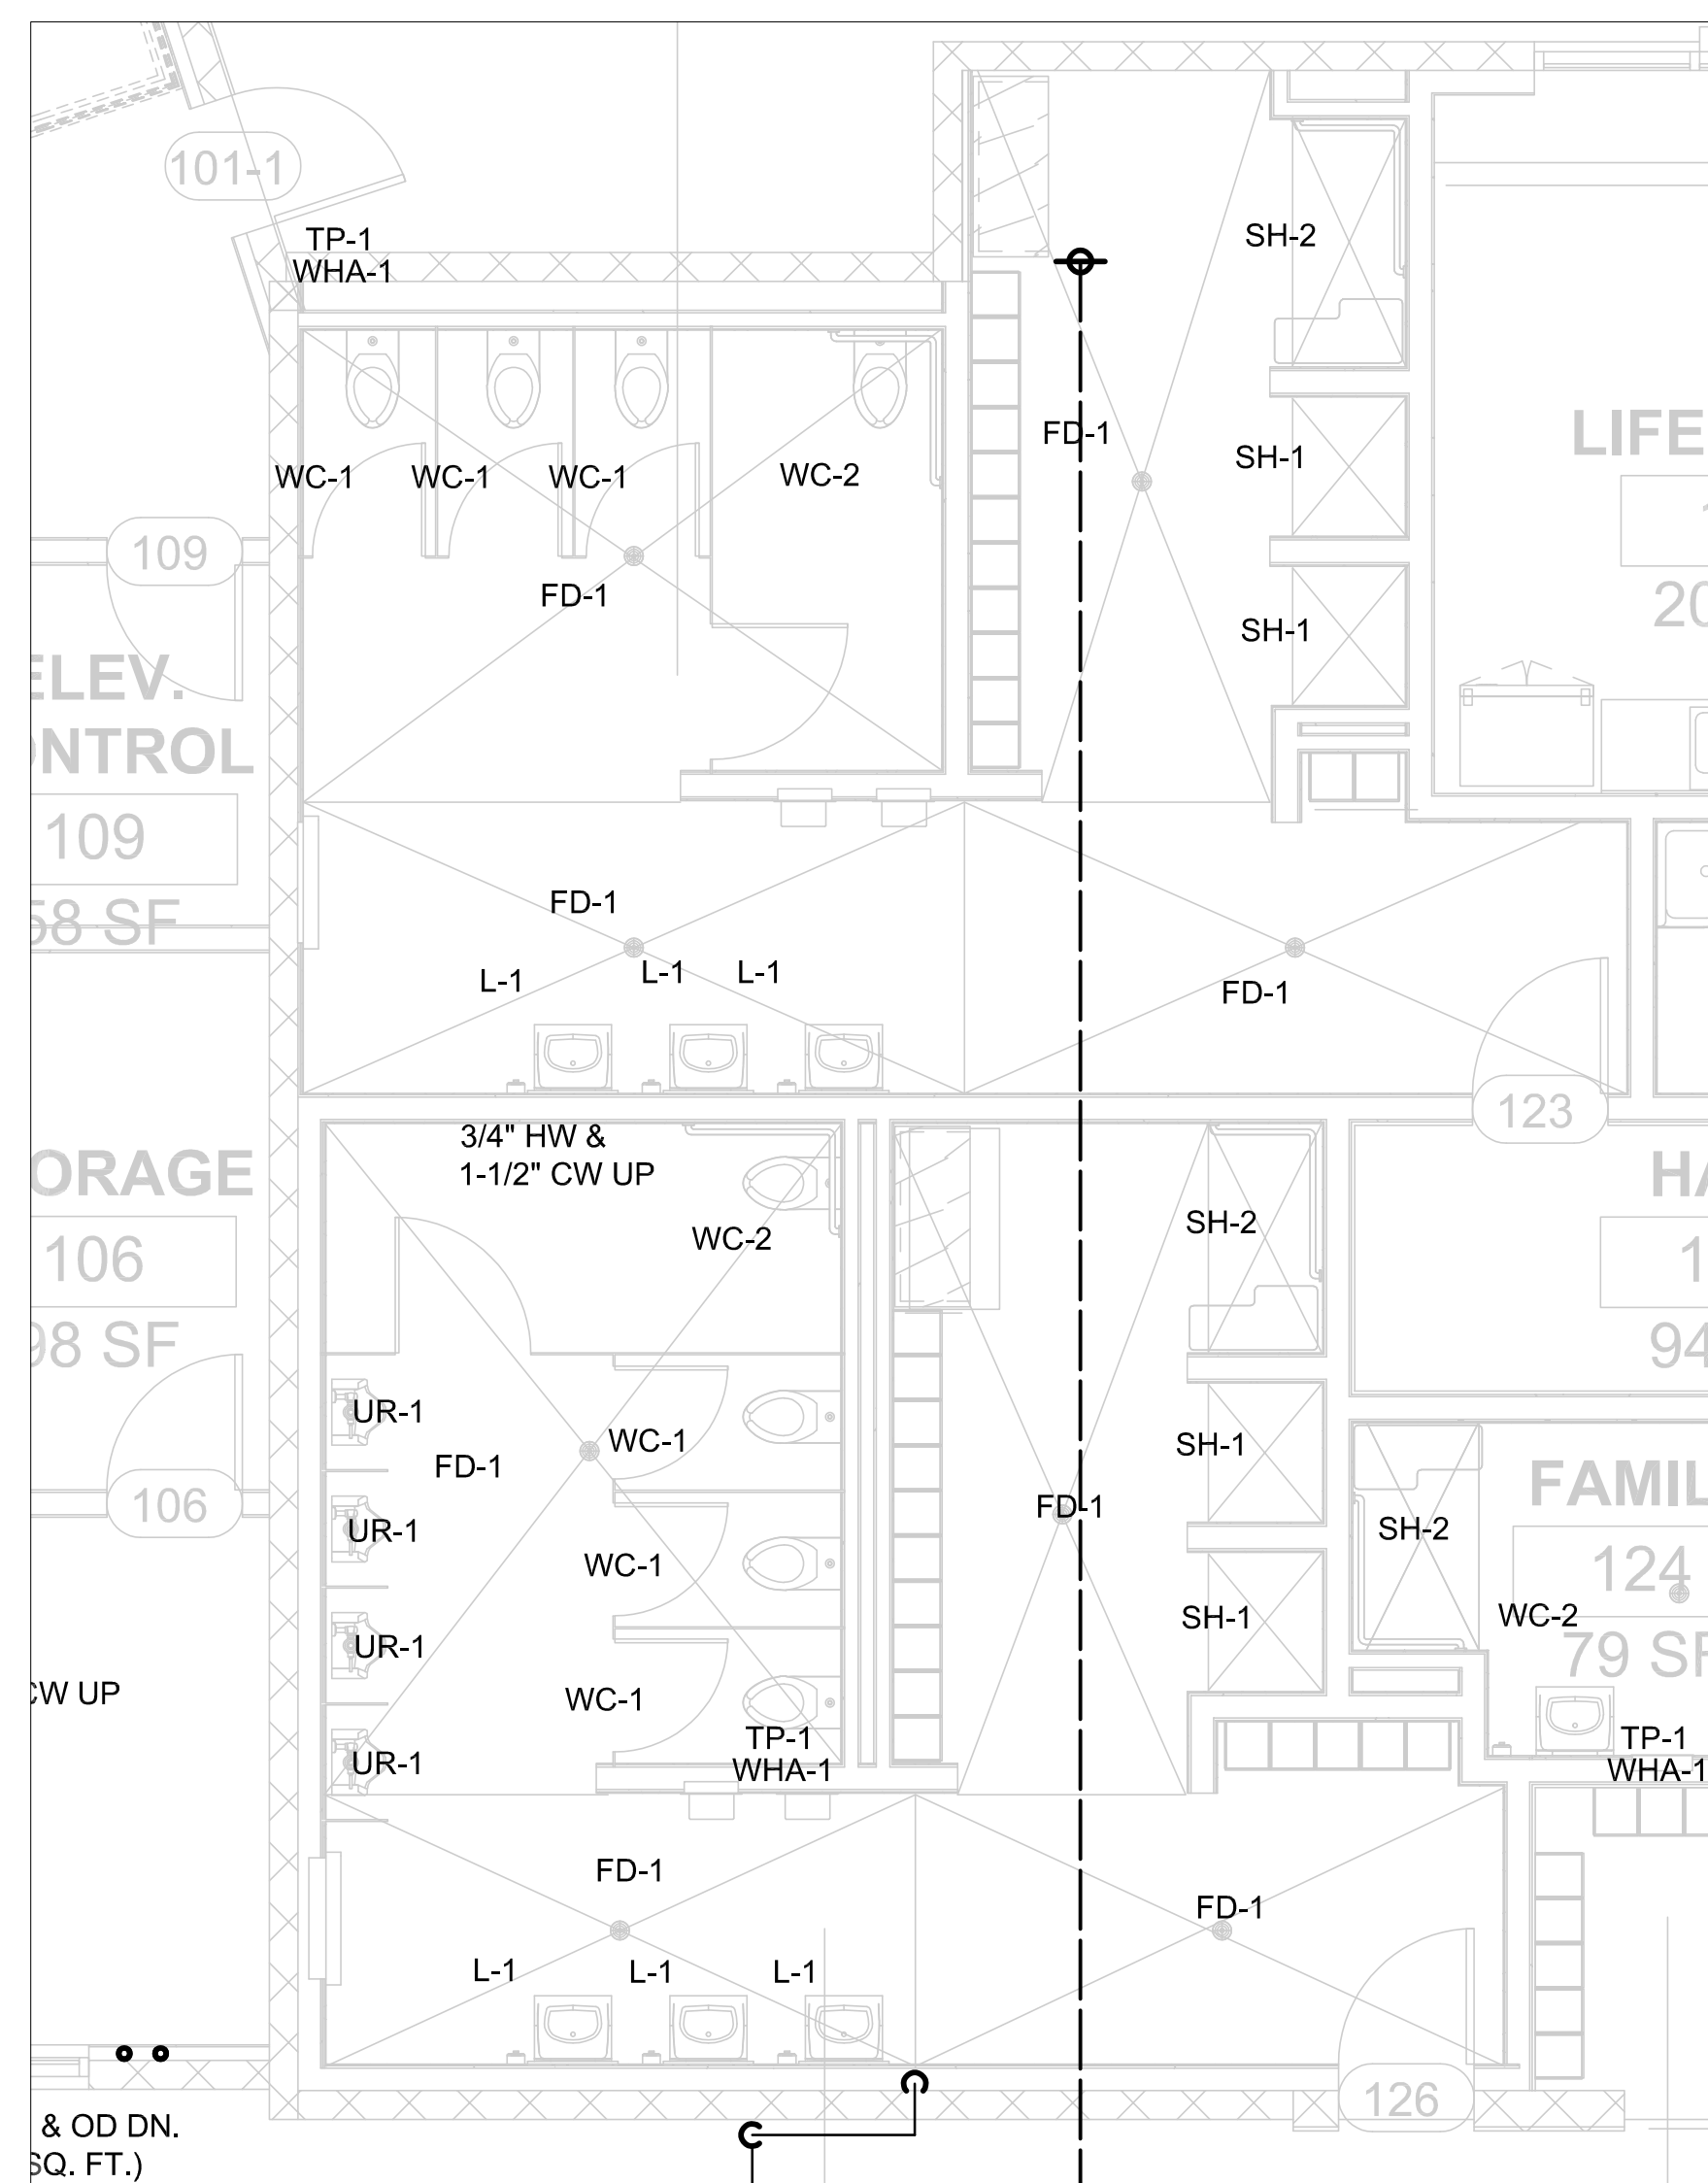 101-1
TP-1
WHA-1
SH-2
FD-1
SH-1
WC-1
WC-1
WC-1
WC-2
LIFE
109
FD-1
SH-1
ELEV.
NTROL
109
58 SF
FD-1
L-1
L-1
L-1
FD-1
123
3/4" HW &
1-1/2" CW UP
WC-2
SH-2
ORAGE
106
98 SF
HA
94
UR-1
WC-1
FD-1
SH-1
106
FAMIL
124
79 SF
UR-1
FD-1
SH-2
WC-1
UR-1
SH-1
WC-2
WC-1
CW UP
UR-1
TP-1
WHA-1
TP-1
WHA-1
FD-1
FD-1
L-1
L-1
L-1
126
& OD DN.
SQ. FT.)